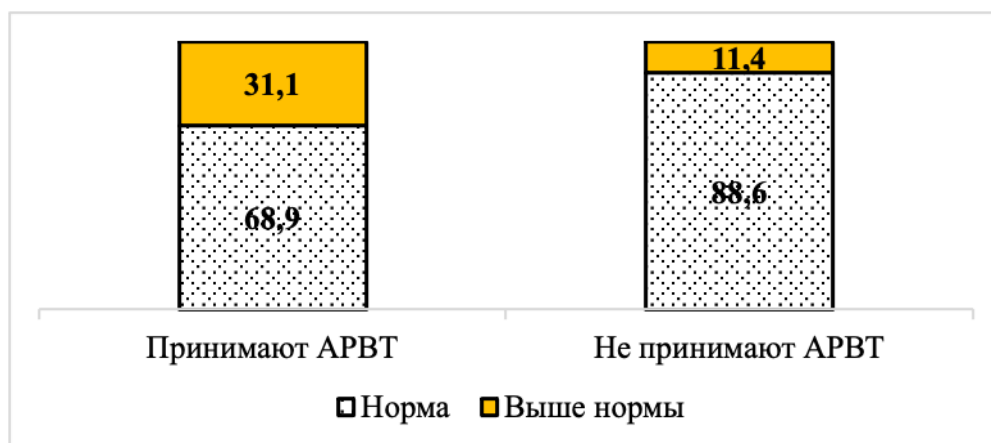 31,1
11,4
68,9
88,6
Принимают АРВТ
Не принимают АРВТ
Норма
Выше нормы